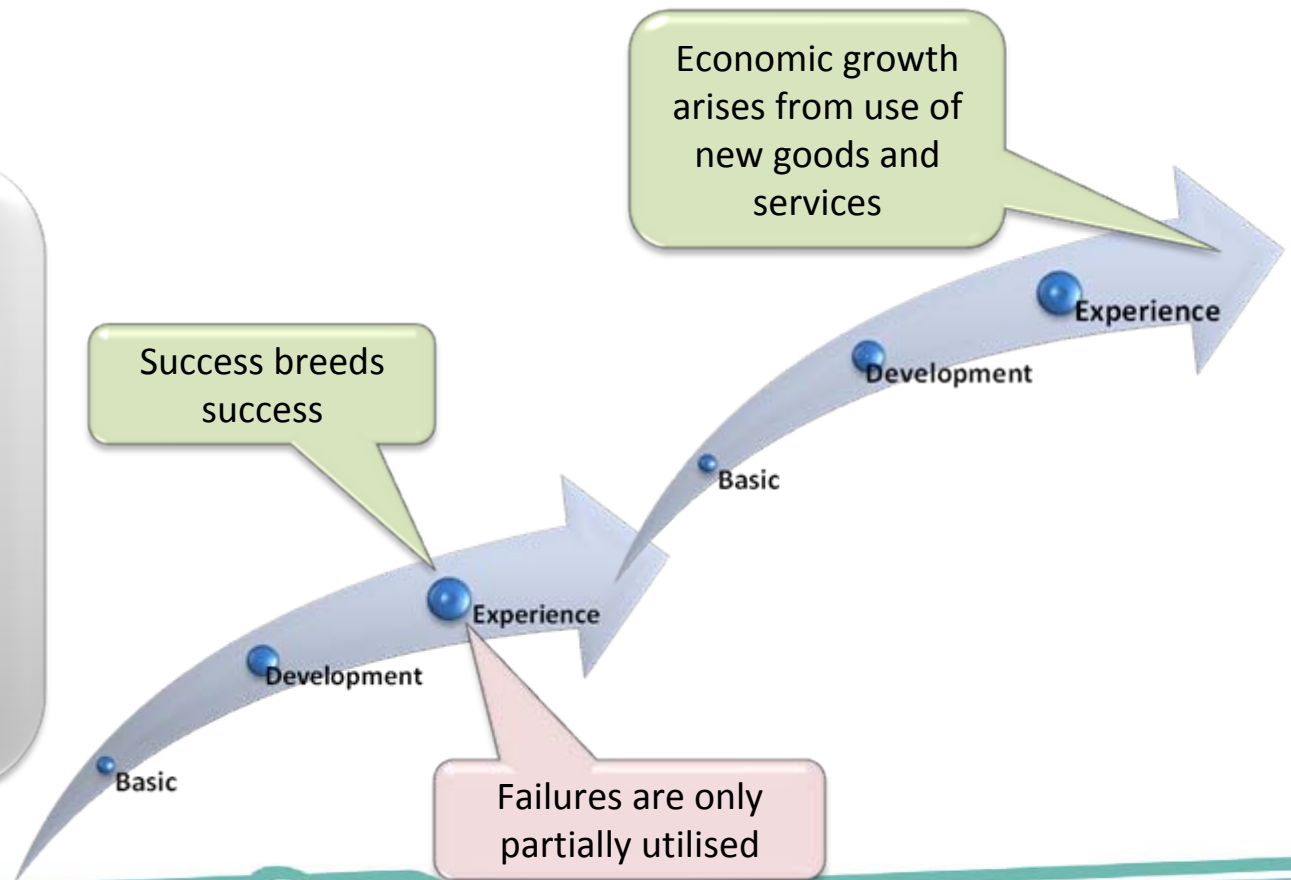 Economic growth
arises from use of
new goods and
services
Success breeds
success
Experience
Development
Basic
Experience
Development
Basic
Failures are only
partially utilised